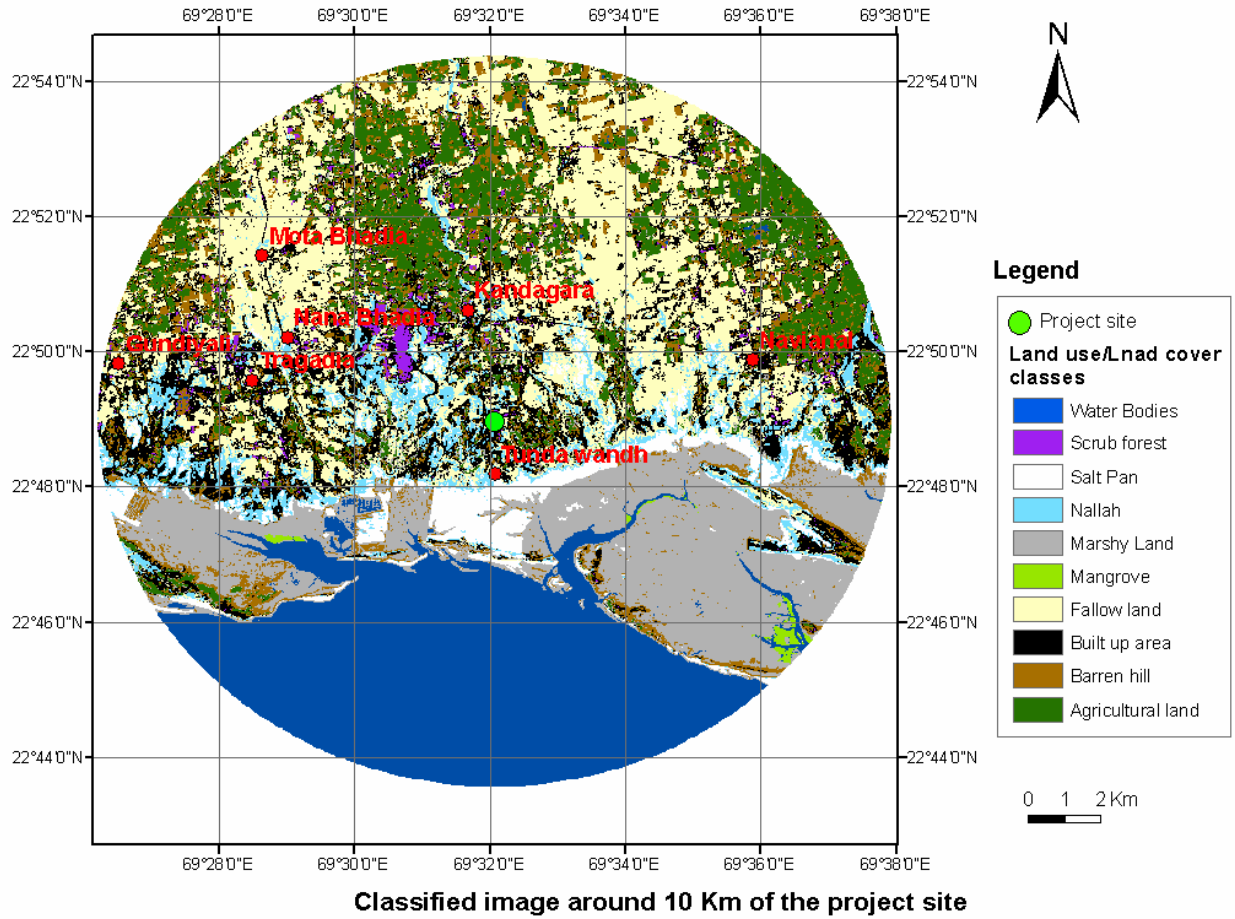 69°28'0"E 69°30'0"E 69°32'0"E 69°34'0"E 69°36'0"E 69°38'0"E
N
22°54'0"N 22°54'0"N
22°52'0"N 22°52'0"N
Mota Bhadia
Legend
Kandagara
Project site
Nana Bhadia
Gundiyali Navianal
22°50'0"N 22°50'0"N
Tragadia
Land use/Lnad cover
classes
Water Bodies
Scrub forest
Tunda wandh
Salt Pan
22°48'0"N 22°48'0"N
Nallah
Marshy Land
Mangrove
Fallow land
22°46'0"N 22°46'0"N
Built up area
Barren hill
Agricultural land
22°44'0"N 22°44'0"N
0 1 2 Km
69°28'0"E 69°30'0"E 69°32'0"E 69°34'0"E 69°36'0"E 69°38'0"E
Classified image around 10 Km of the project site